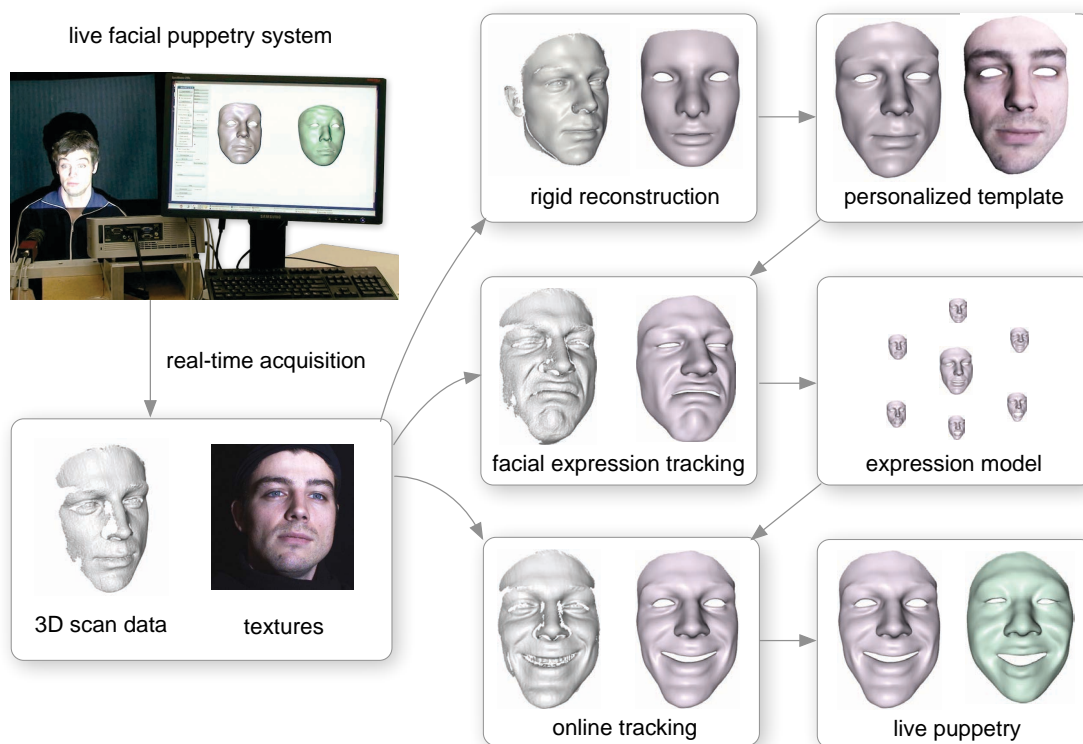 live facial puppetry system
rigid reconstruction
personalized template
real-time acquisition
facial expression tracking
expression model
3D scan data
textures
online tracking
live puppetry